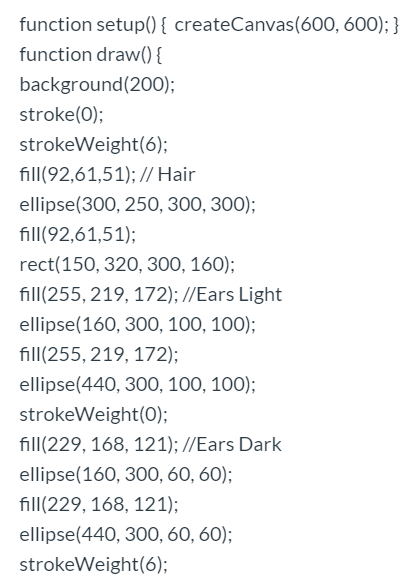 function setup() {  createCanvas(600, 600); }
function draw() {
background(200);
stroke(0);
strokeWeight(6);
fill(92,61,51); // Hair
ellipse(300, 250, 300, 300);
fill(92,61,51);
rect(150, 320, 300, 160);
fill(255, 219, 172); //Ears Light
ellipse(160, 300, 100, 100);
fill(255, 219, 172);
ellipse(440, 300, 100, 100);
strokeWeight(0);
fill(229, 168, 121); //Ears Dark
ellipse(160, 300, 60, 60);
fill(229, 168, 121);
ellipse(440, 300, 60, 60);
strokeWeight(6);